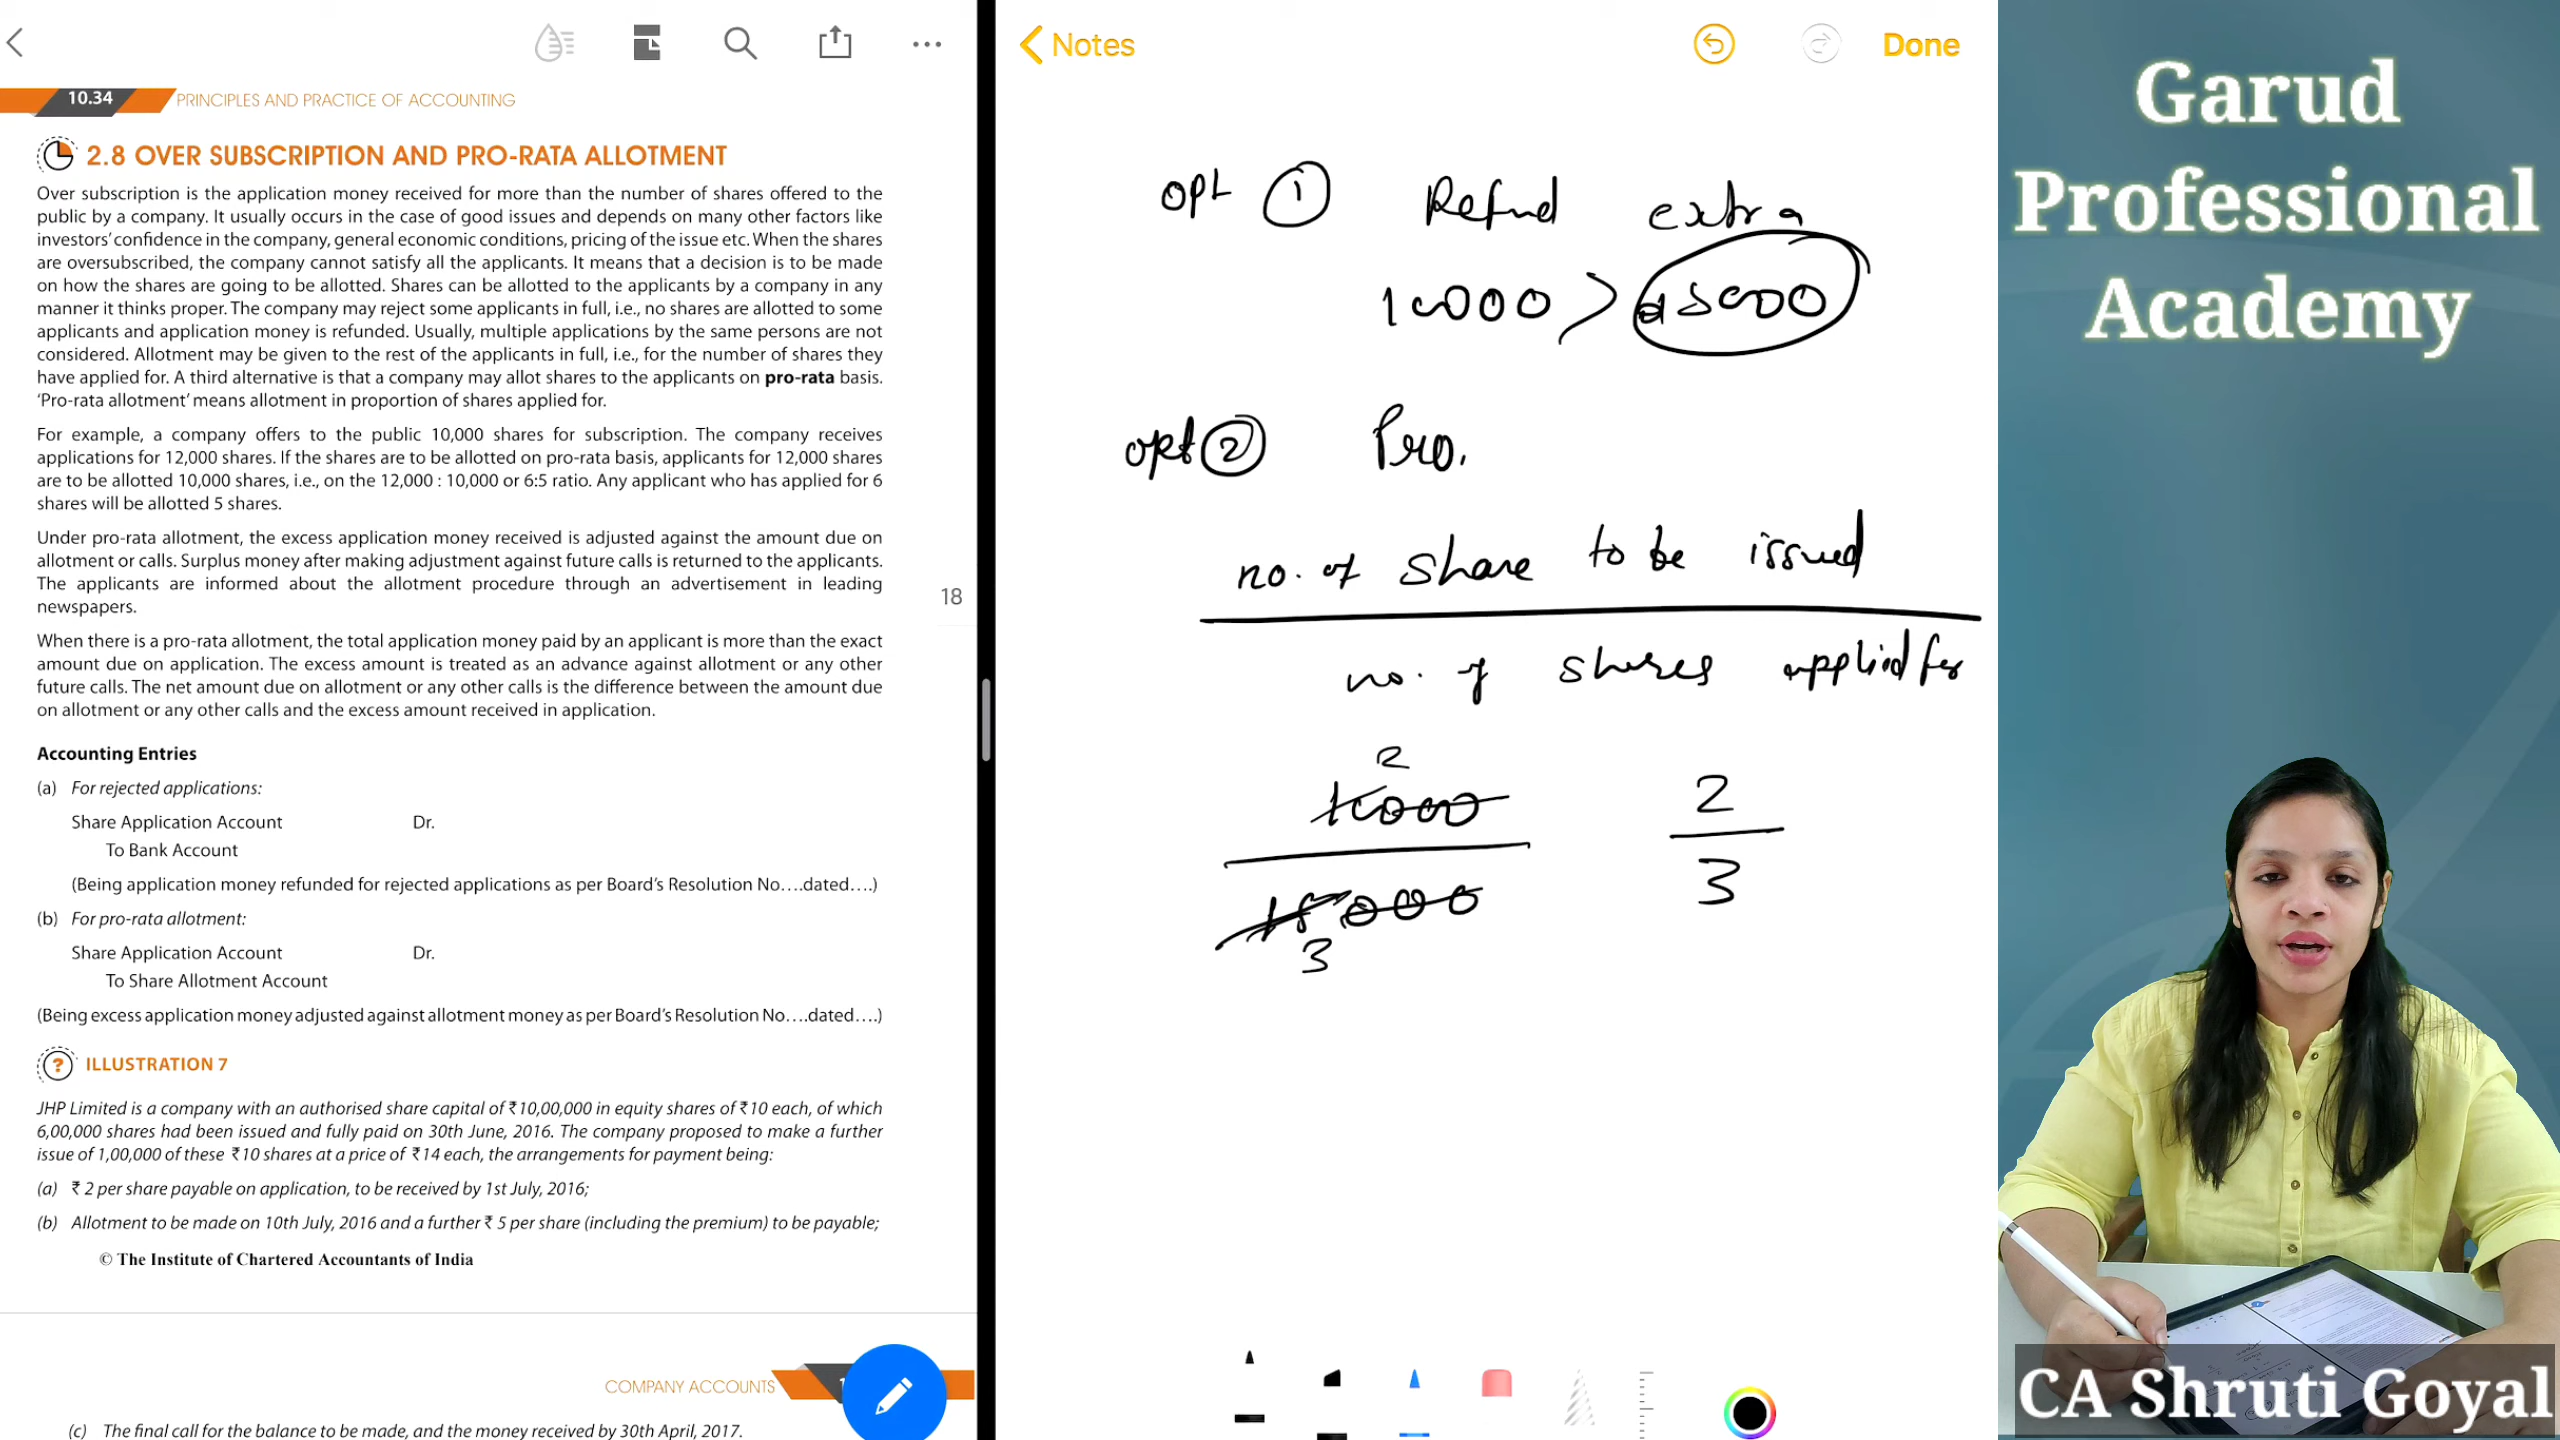 10.34 PRINCIPLES AND PRACTICE OF ACCOUNTING
2.8 OVER SUBSCRIPTION AND PRO-RATA ALLOTMENT
Over subscription is the application money received for more than the number of shares offered to the
public by a company. It usually occurs in the case of good issues and depends on many other factors like
investors' confidence in the company, general economic conditions, pricing of the issue etc. When the shares
are oversubscribed, the company cannot satisfy all the applicants. It means that a decision is to be made
on how the shares are going to be allotted. Shares can be allotted to the applicants by a company in any
manner it thinks proper. The company may reject some applicants in full, i.e., no shares are allotted to some
applicants and application money is refunded. Usually, multiple applications by the same persons are not
considered. Allotment may be given to the rest of the applicants in full, i.e., for the number of shares they
have applied for. A third alternative is that a company may allot shares to the applicants on pro-rata basis.
'Pro-rata allotment' means allotment in proportion of shares applied for.
For example, a company offers to the public 10,000 shares for subscription. The company receives
applications for 12,000 shares. If the shares are to be allotted on pro-rata basis, applicants for 12,000 shares
are to be allotted 10,000 shares, i.e., on the 12,000 : 10,000 or 6:5 ratio. Any applicant who has applied for 6
shares will be allotted 5 shares.
Under pro-rata allotment, the excess application money received is adjusted against the amount due on
allotment or calls. Surplus money after making adjustment against future calls is returned to the applicants.
The applicants are informed about the allotment procedure through an advertisement in leading
newspapers.
18
When there is a pro-rata allotment, the total application money paid by an applicant is more than the exact
amount due on application. The excess amount is treated as an advance against allotment or any other
future calls. The net amount due on allotment or any other calls is the difference between the amount due
on allotment or any other calls and the excess amount received in application.
Accounting Entries
(a) For rejected applications:
Share Application Account Dr.
To Bank Account
(Being application money refunded for rejected applications as per Board's Resolution No....dated....)
(b) For pro-rata allotment:
Share Application Account Dr.
To Share Allotment Account
(Being excess application money adjusted against allotment money as per Board's Resolution No....dated....)
? ILLUSTRATION 7
JHP Limited is a company with an authorised share capital of ₹10,00,000 in equity shares of ₹10 each, of which
6,00,000 shares had been issued and fully paid on 30th June, 2016. The company proposed to make a further
issue of 1,00,000 of these ₹10 shares at a price of ₹14 each, the arrangements for payment being:
(a) ₹ 2 per share payable on application, to be received by 1st July, 2016;
(b) Allotment to be made on 10th July, 2016 and a further ₹ 5 per share (including the premium) to be payable;
© The Institute of Chartered Accountants of India
COMPANY ACCOUNTS
(c) The final call for the balance to be made, and the money received by 30th April, 2017.
Notes Done
opt 1 Refund extra
10000 >
opt 2 Pro.
no. of share to be issued
no. of shares applied for
2
10000
15000
3
2
3
Garud
Professional
Academy
CA Shruti Goyal